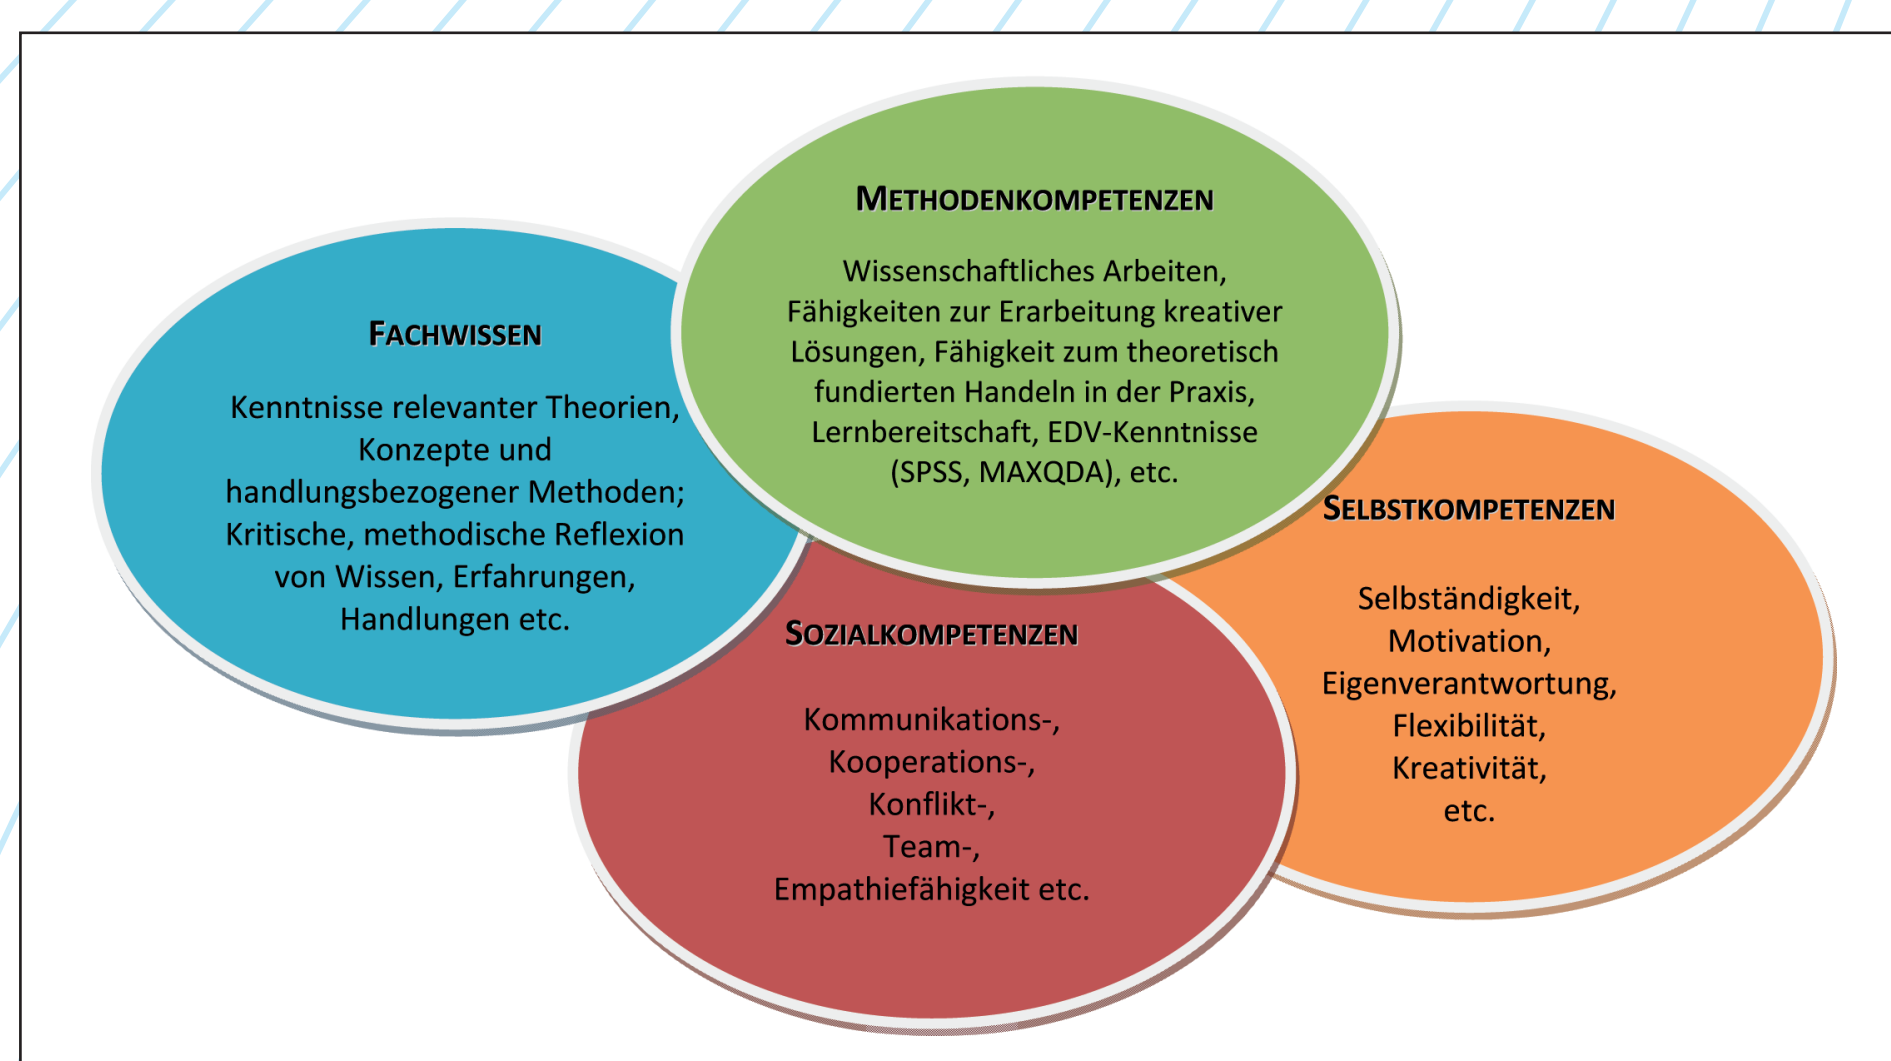 METHODENKOMPETENZEN
Wissenschaftliches Arbeiten,
Fähigkeiten zur Erarbeitung kreativer
Lösungen, Fähigkeit zum theoretisch
fundierten Handeln in der Praxis,
Lernbereitschaft, EDV-Kenntnisse
(SPSS, MAXQDA), etc.
FACHWISSEN
Kenntnisse relevanter Theorien,
Konzepte und
handlungsbezogener Methoden;
Kritische, methodische Reflexion
von Wissen, Erfahrungen,
Handlungen etc.
SELBSTKOMPETENZEN
Selbständigkeit,
Motivation,
Eigenverantwortung,
Flexibilität,
Kreativität,
etc.
SOZIALKOMPETENZEN
Kommunikations-,
Kooperations-,
Konflikt-,
Team-,
Empathiefähigkeit etc.